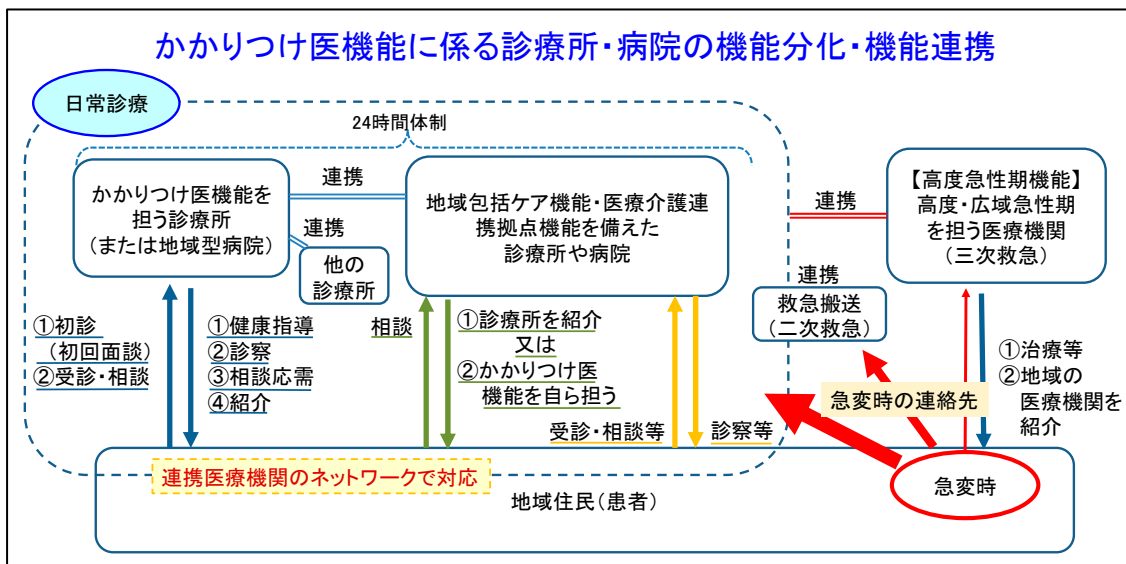 かかりつけ医機能に係る診療所・病院の機能分化・機能連携
日常診療
24時間体制
かかりつけ医機能を
担う診療所
(または地域型病院)
連携
連携
他の
診療所
地域包括ケア機能・医療介護連
携拠点機能を備えた
診療所や病院
連携
【高度急性期機能】
高度・広域急性期
を担う医療機関
(三次救急)
連携
救急搬送
(二次救急)
①初診
(初回面談)
②受診・相談
①健康指導
②診察
③相談応需
④紹介
相談
①診療所を紹介
又は
②かかりつけ医
機能を自ら担う
受診・相談等
診察等
急変時の連絡先
①治療等
②地域の
医療機関を
紹介
連携医療機関のネットワークで対応
地域住民(患者)
急変時